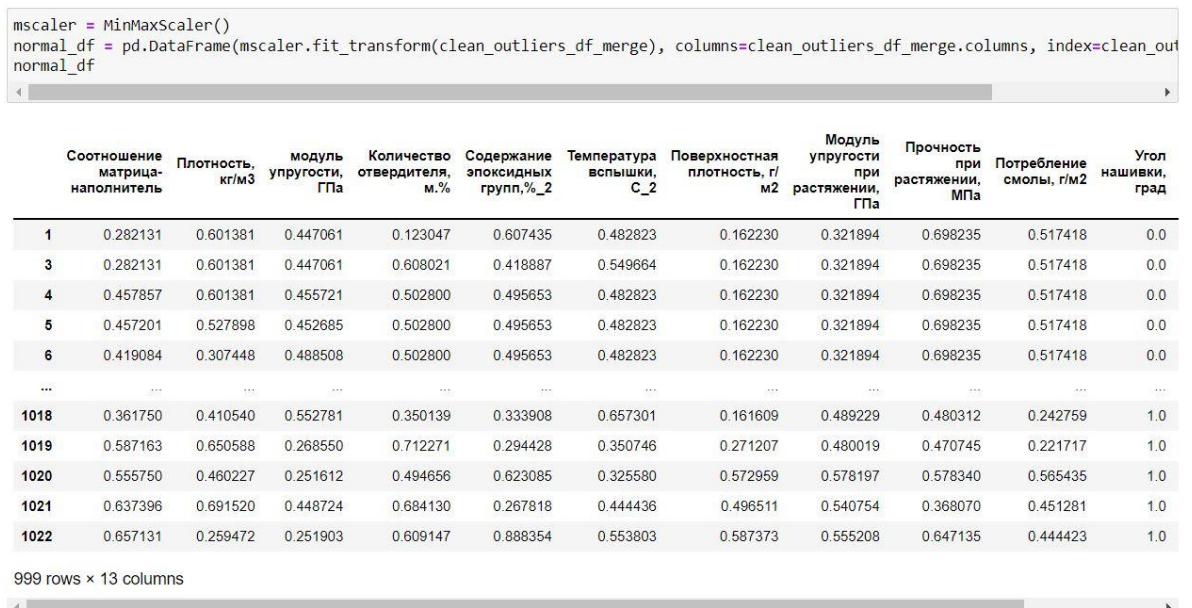 mscaler = MinMaxScaler()
normal_df = pd.DataFrame(mscaler.fit_transform(clean_outliers_df_merge), columns=clean_outliers_df_merge.columns, index=clean_out
normal_df
Соотношение матрица-наполнитель Плотность, кг/м3 модуль упругости, ГПа Количество отвердителя, м.% Содержание эпоксидных групп,%_2 Температура вспышки, С_2 Поверхностная плотность, г/м2 Модуль упругости при растяжении, ГПа Прочность при растяжении, МПа Потребление смолы, г/м2 Угол нашивки, град
1 0.282131 0.601381 0.447061 0.123047 0.607435 0.482823 0.162230 0.321894 0.698235 0.517418 0.0
3 0.282131 0.601381 0.447061 0.608021 0.418887 0.549664 0.162230 0.321894 0.698235 0.517418 0.0
4 0.457857 0.601381 0.455721 0.502800 0.495653 0.482823 0.162230 0.321894 0.698235 0.517418 0.0
5 0.457201 0.527898 0.452685 0.502800 0.495653 0.482823 0.162230 0.321894 0.698235 0.517418 0.0
6 0.419084 0.307448 0.488508 0.502800 0.495653 0.482823 0.162230 0.321894 0.698235 0.517418 0.0
... ... ... ... ... ... ... ... ... ... ... ...
1018 0.361750 0.410540 0.552781 0.350139 0.333908 0.657301 0.161609 0.489229 0.480312 0.242759 1.0
1019 0.587163 0.650588 0.268550 0.712271 0.294428 0.350746 0.271207 0.480019 0.470745 0.221717 1.0
1020 0.555750 0.460227 0.251612 0.494656 0.623085 0.325580 0.572959 0.578197 0.578340 0.565435 1.0
1021 0.637396 0.691520 0.448724 0.684130 0.267818 0.444436 0.496511 0.540754 0.368070 0.451281 1.0
1022 0.657131 0.259472 0.251903 0.609147 0.888354 0.553803 0.587373 0.555208 0.647135 0.444423 1.0
999 rows × 13 columns